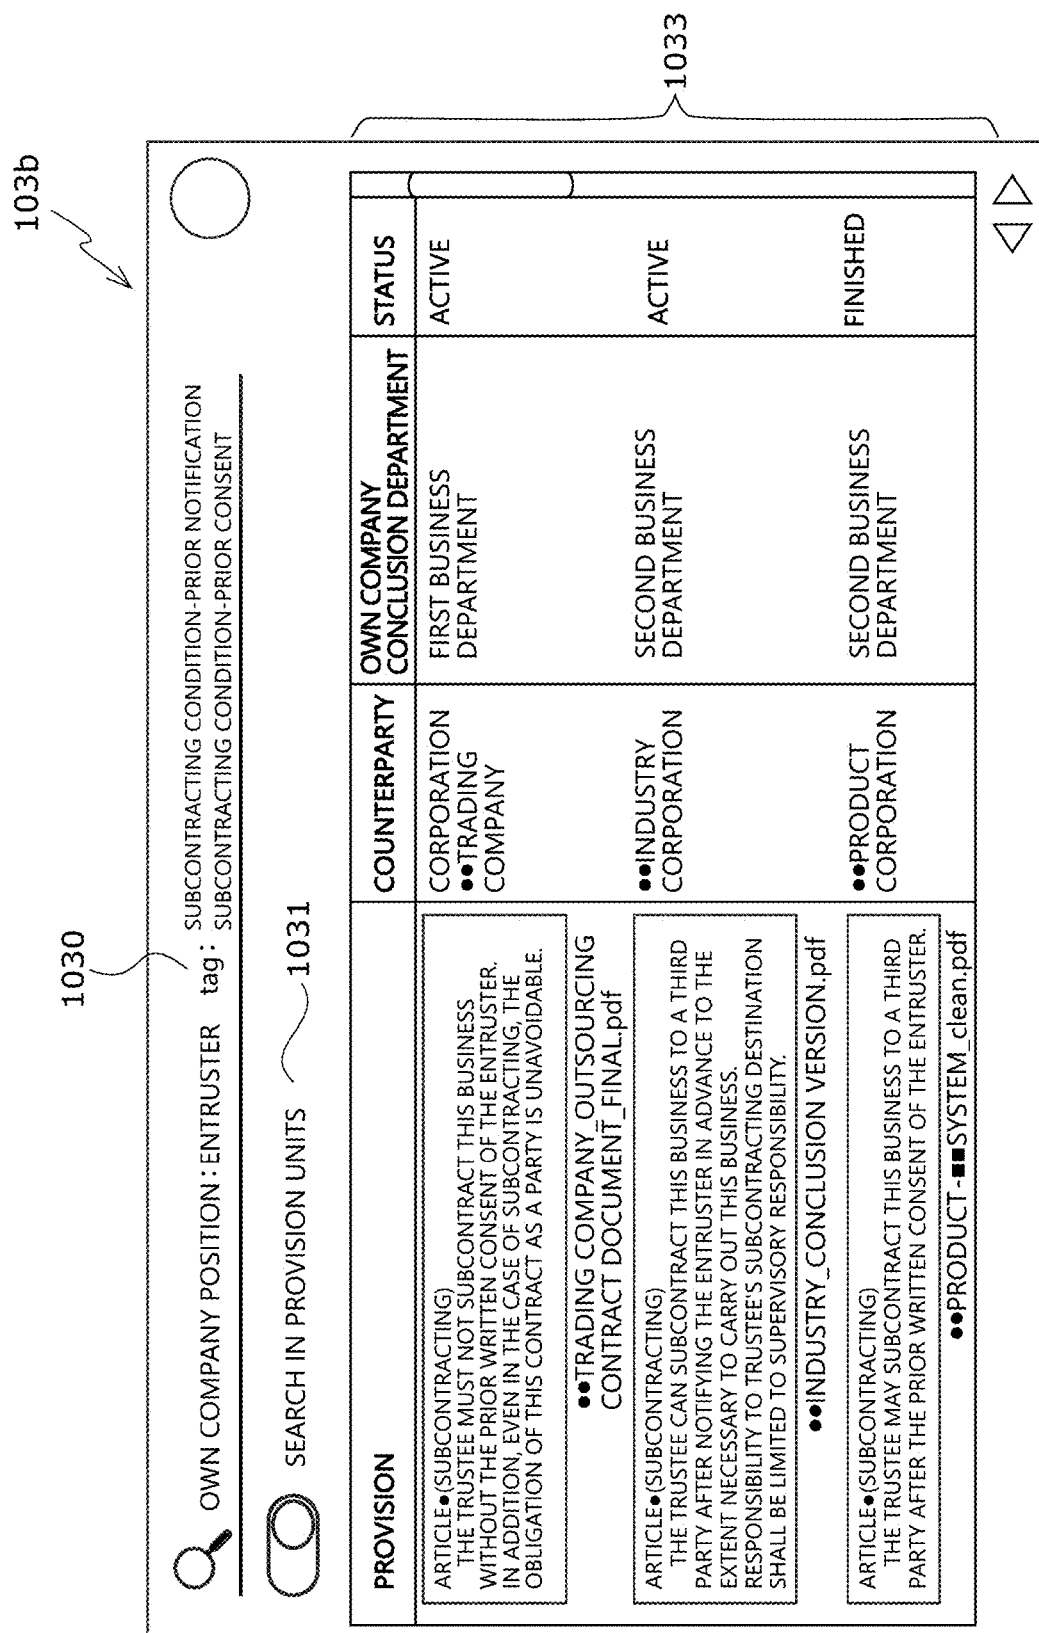 103b
1030
OWN COMPANY POSITION : ENTRUSTER tag : SUBCONTRACTING CONDITION-PRIOR NOTIFICATION
SUBCONTRACTING CONDITION-PRIOR CONSENT
SEARCH IN PROVISION UNITS
1031
1033
PROVISION
COUNTERPARTY
OWN COMPANY
CONCLUSION DEPARTMENT
STATUS
ARTICLE●(SUBCONTRACTING)
THE TRUSTEE MUST NOT SUBCONTRACT THIS BUSINESS
WITHOUT THE PRIOR WRITTEN CONSENT OF THE ENTRUSTER.
IN ADDITION, EVEN IN THE CASE OF SUBCONTRACTING, THE
OBLIGATION OF THIS CONTRACT AS A PARTY IS UNAVOIDABLE.
●●TRADING COMPANY_OUTSOURCING
CONTRACT DOCUMENT_FINAL.pdf
CORPORATION
●●TRADING
COMPANY
FIRST BUSINESS
DEPARTMENT
ACTIVE
ARTICLE●(SUBCONTRACTING)
THE TRUSTEE CAN SUBCONTRACT THIS BUSINESS TO A THIRD
PARTY AFTER NOTIFYING THE ENTRUSTER IN ADVANCE TO THE
EXTENT NECESSARY TO CARRY OUT THIS BUSINESS.
RESPONSIBILITY TO TRUSTEE'S SUBCONTRACTING DESTINATION
SHALL BE LIMITED TO SUPERVISORY RESPONSIBILITY.
●●INDUSTRY_CONCLUSION VERSION.pdf
●●INDUSTRY
CORPORATION
SECOND BUSINESS
DEPARTMENT
ACTIVE
ARTICLE●(SUBCONTRACTING)
THE TRUSTEE MAY SUBCONTRACT THIS BUSINESS TO A THIRD
PARTY AFTER THE PRIOR WRITTEN CONSENT OF THE ENTRUSTER.
●●PRODUCT-■■SYSTEM_clean.pdf
●●PRODUCT
CORPORATION
SECOND BUSINESS
DEPARTMENT
FINISHED